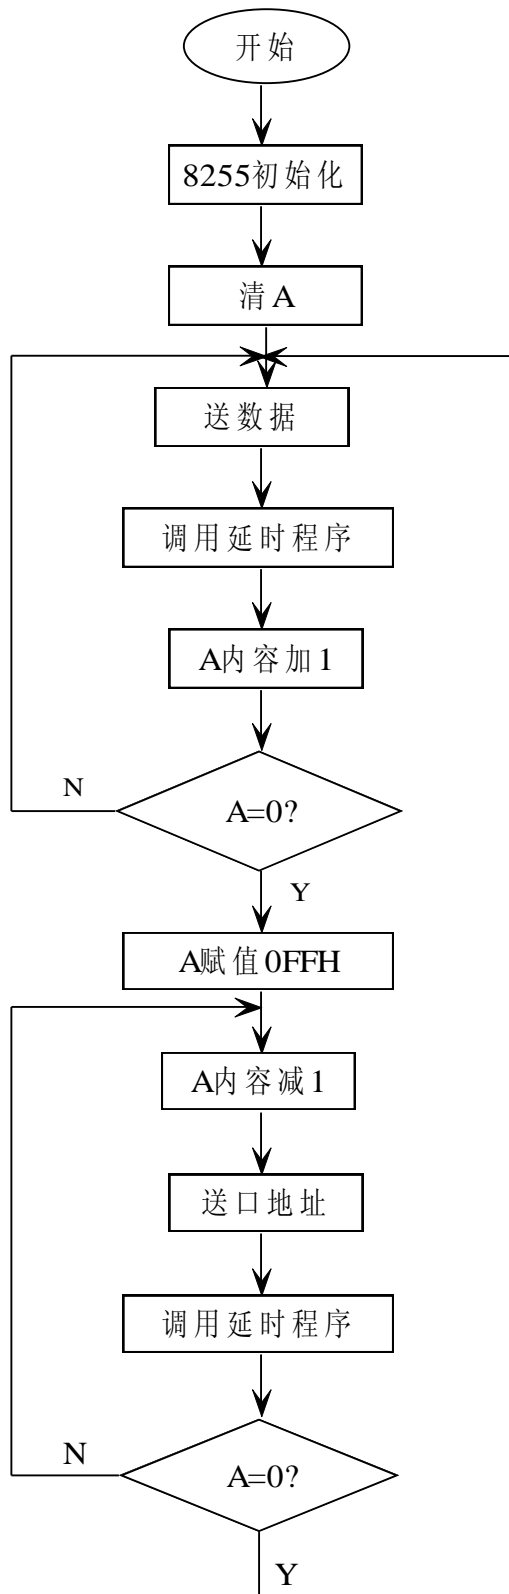 开始
8255初始化
清A
送数据
调用延时程序
A内容加1
N
A=0?
Y
A赋值0FFH
A内容减1
送口地址
调用延时程序
N
A=0?
Y